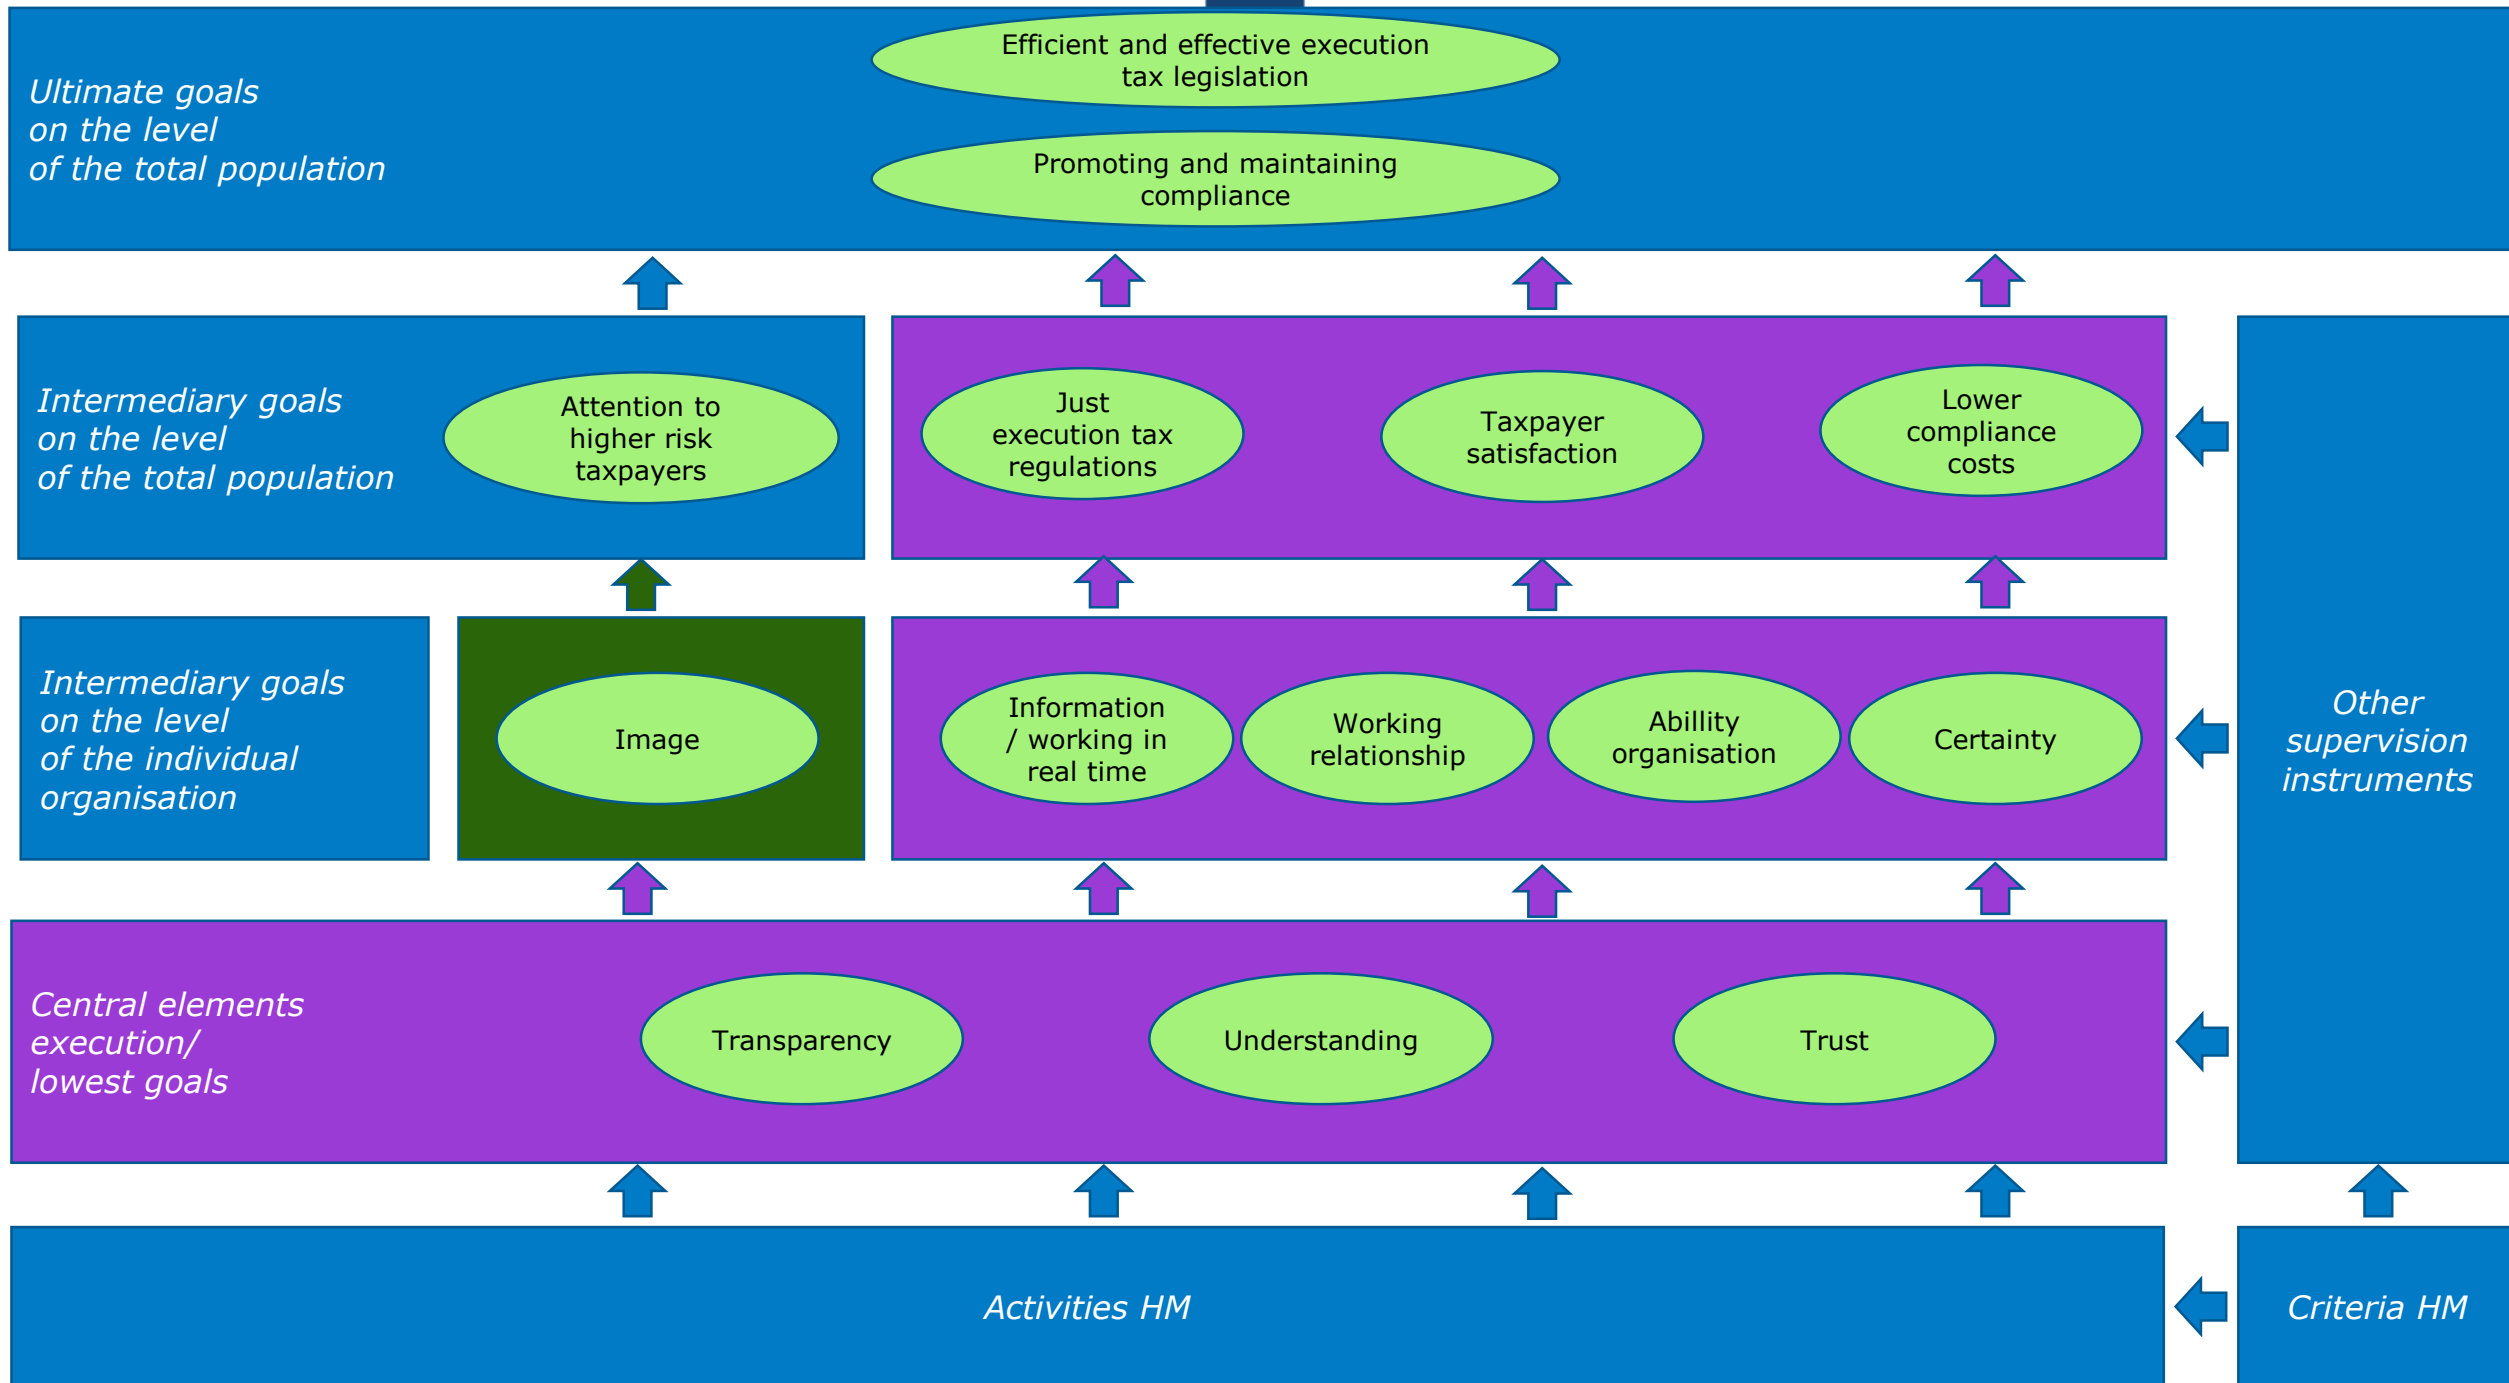 Ultimate goals
on the level
of the total population
Efficient and effective execution
tax legislation
Promoting and maintaining
compliance
Intermediary goals
on the level
of the total population
Attention to
higher risk
taxpayers
Just
execution tax
regulations
Taxpayer
satisfaction
Lower
compliance
costs
Intermediary goals
on the level
of the individual
organisation
Image
Information
/ working in
real time
Working
relationship
Abillity
organisation
Certainty
Other
supervision
instruments
Central elements
execution/
lowest goals
Transparency
Understanding
Trust
Activities HM
Criteria HM